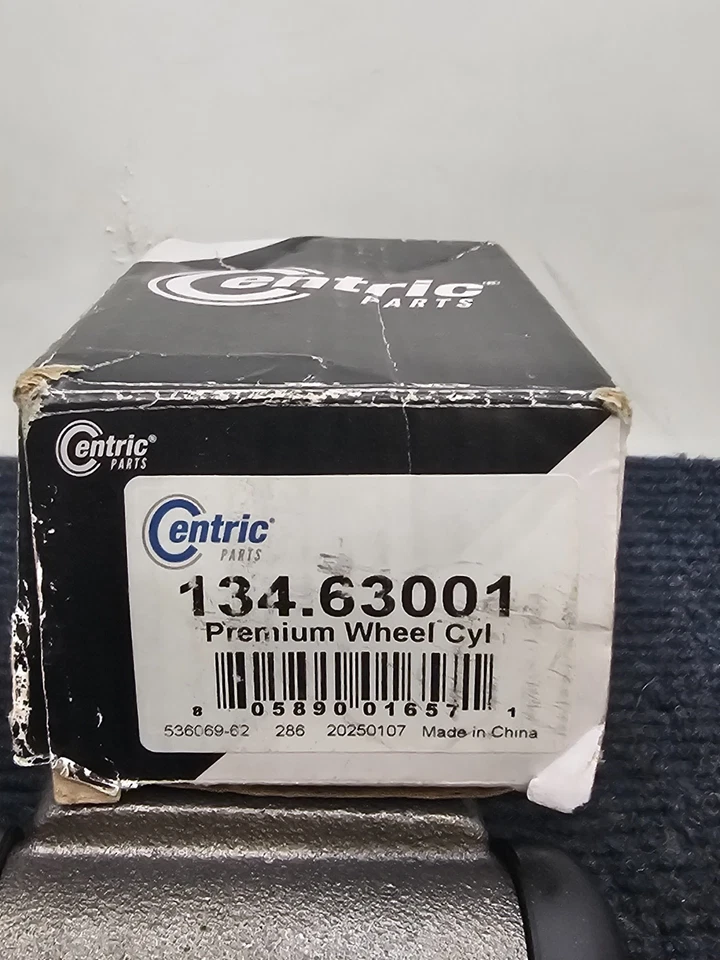 Centric®
PARTS
Centric®
PARTS
Centric®
PARTS
134.63001
Premium Wheel Cyl
8 05890 01657 1
536069-62 286 20250107 Made in China